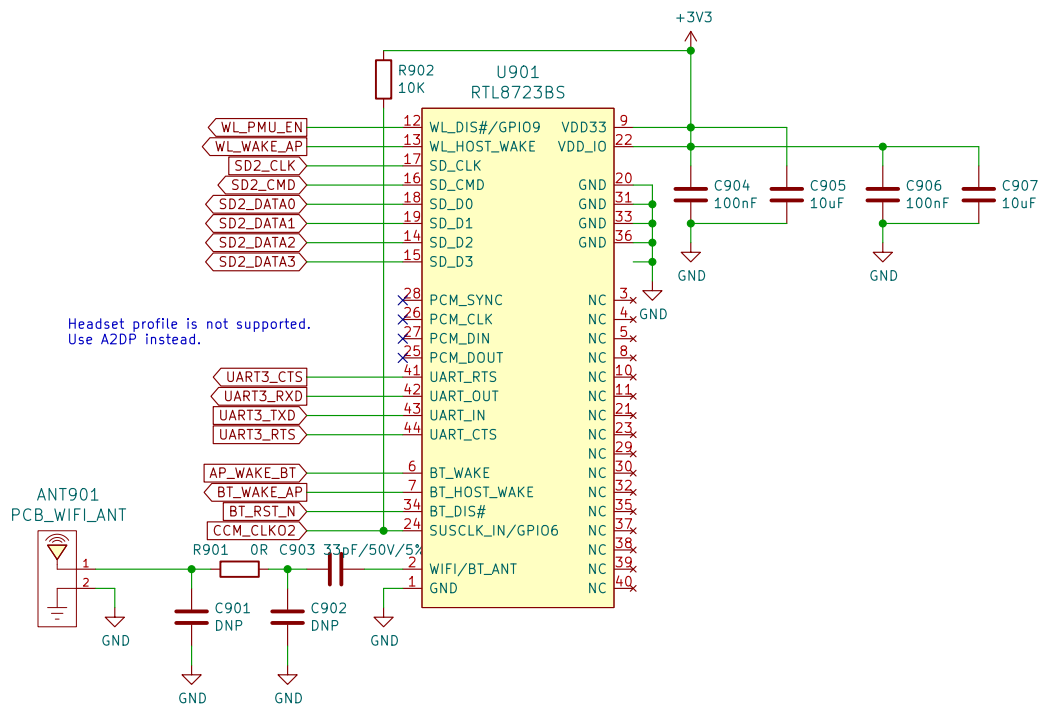 +3V3
R902
10K
U901
RTL8723BS
WL_PMU_EN 12 WL_DIS#/GPIO9 VDD33 9
WL_WAKE_AP 13 WL_HOST_WAKE VDD_IO 22
SD2_CLK 17 SD_CLK
SD2_CMD 16 SD_CMD GND 20
SD2_DATA0 18 SD_D0 GND 31
SD2_DATA1 19 SD_D1 GND 33
SD2_DATA2 14 SD_D2 GND 36
SD2_DATA3 15 SD_D3
C904
100nF
C905
10uF
C906
100nF
C907
10uF
GND
GND
GND
28 PCM_SYNC NC 3
26 PCM_CLK NC 4
27 PCM_DIN NC 5
25 PCM_DOUT NC 8
Headset profile is not supported.
Use A2DP instead.
UART3_CTS 41 UART_RTS NC 10
UART3_RXD 42 UART_OUT NC 11
UART3_TXD 43 UART_IN NC 21
UART3_RTS 44 UART_CTS NC 23
NC 29
AP_WAKE_BT 6 BT_WAKE NC 30
BT_WAKE_AP 7 BT_HOST_WAKE NC 32
BT_RST_N 34 BT_DIS# NC 35
CCM_CLKO2 24 SUSCLK_IN/GPIO6 NC 37
NC 38
2 WIFI/BT_ANT NC 39
1 GND NC 40
ANT901
PCB_WIFI_ANT
1
2
R901 0R C903 33pF/50V/5%
C901
DNP
C902
DNP
GND
GND
GND
GND